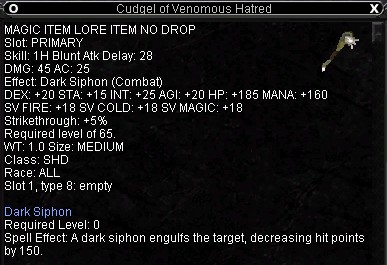 Cudgel of Venomous Hatred
MAGIC ITEM LORE ITEM NO DROP
Slot: PRIMARY
Skill: 1H Blunt Atk Delay: 28
DMG: 45 AC: 25
Effect: Dark Siphon (Combat)
DEX: +20 STA: +15 INT: +25 AGI: +20 HP: +185 MANA: +160
SV FIRE: +18 SV COLD: +18 SV MAGIC: +18
Strikethrough: +5%
Required level of 65.
WT: 1.0 Size: MEDIUM
Class: SHD
Race: ALL
Slot 1, type 8: empty
Dark Siphon
Required Level: 0
Spell Effect: A dark siphon engulfs the target, decreasing hit points
by 150.